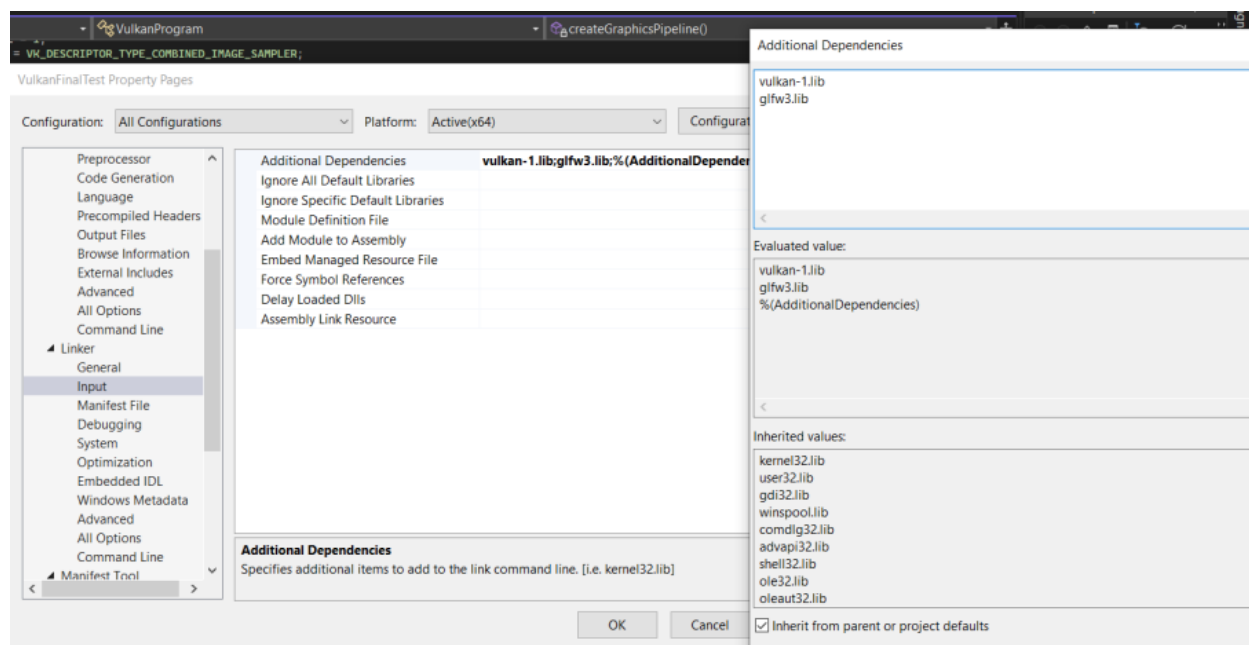 VulkanProgram
createGraphicsPipeline()
= VK_DESCRIPTOR_TYPE_COMBINED_IMAGE_SAMPLER;
VulkanFinalTest Property Pages
Configuration: All Configurations Platform: Active(x64) Configurat
Preprocessor
Code Generation
Language
Precompiled Headers
Output Files
Browse Information
External Includes
Advanced
All Options
Command Line
Linker
General
Input
Manifest File
Debugging
System
Optimization
Embedded IDL
Windows Metadata
Advanced
All Options
Command Line
Manifest Tool
Additional Dependencies vulkan-1.lib;glfw3.lib;%(AdditionalDepender
Ignore All Default Libraries
Ignore Specific Default Libraries
Module Definition File
Add Module to Assembly
Embed Managed Resource File
Force Symbol References
Delay Loaded Dlls
Assembly Link Resource
Additional Dependencies
Specifies additional items to add to the link command line. [i.e. kernel32.lib]
OK Cancel
Additional Dependencies
vulkan-1.lib
glfw3.lib
Evaluated value:
vulkan-1.lib
glfw3.lib
%(AdditionalDependencies)
Inherited values:
kernel32.lib
user32.lib
gdi32.lib
winspool.lib
comdlg32.lib
advapi32.lib
shell32.lib
ole32.lib
oleaut32.lib
Inherit from parent or project defaults